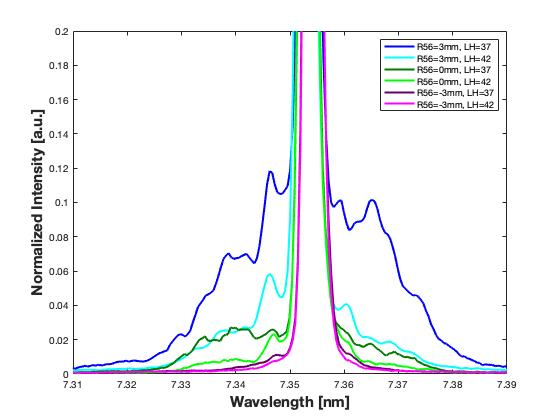 0.2
0.18
0.16
0.14
0.12
0.1
0.08
0.06
0.04
0.02
0
Normalized Intensity [a.u.]
R56=3mm, LH=37
R56=3mm, LH=42
R56=0mm, LH=37
R56=0mm, LH=42
R56=-3mm, LH=37
R56=-3mm, LH=42
7.31 7.32 7.33 7.34 7.35 7.36 7.37 7.38 7.39
Wavelength [nm]